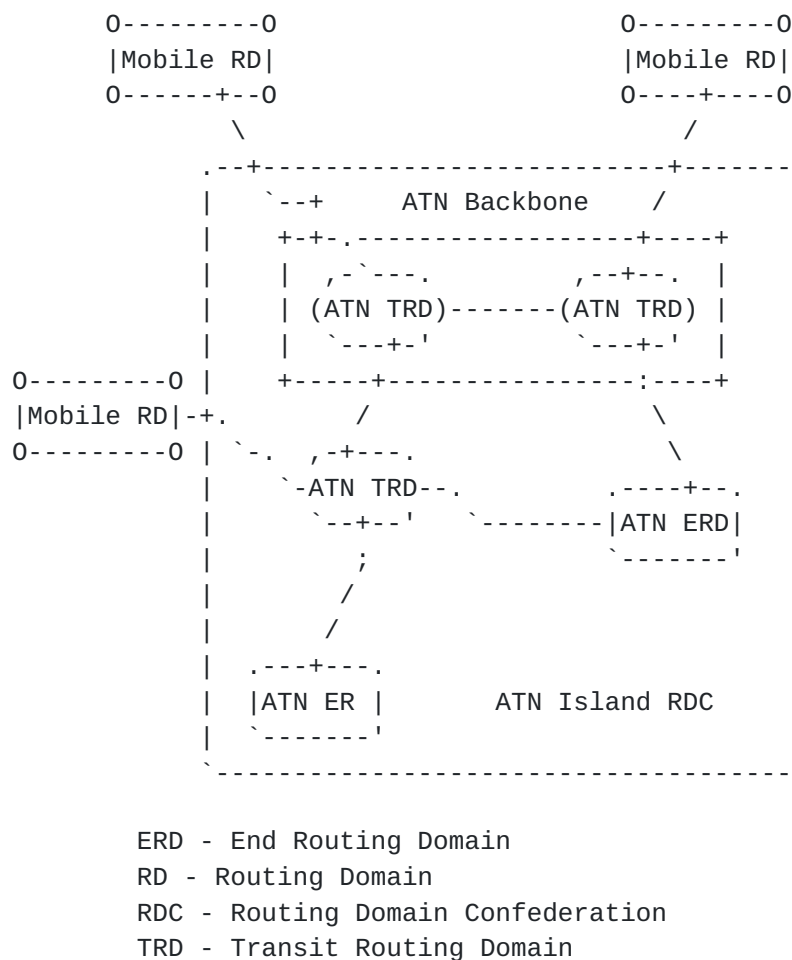 O---------O                      O---------O
|Mobile RD|                      |Mobile RD|
O------+--O                      O----+----O
\                            /
.--+--------------------------+-------
|   `--+     ATN Backbone    /
|    +-+-.------------------+----+
|    |  ,-`---.         ,--+--.  |
|    | (ATN TRD)-------(ATN TRD) |
|    |  `---+-'         `---+-'  |
O---------O |    +-----+----------------:----+
|Mobile RD|-+.        /                  \
O---------O | `-.  ,-+---.                \
|    `-ATN TRD--.         .----+--.
|      `--+--'   `--------|ATN ERD|
|         ;               `-------'
|        /
|       /
|  .---+---.
|  |ATN ER |       ATN Island RDC
|  `-------'
`-------------------------------------
ERD - End Routing Domain
RD - Routing Domain
RDC - Routing Domain Confederation
TRD - Transit Routing Domain